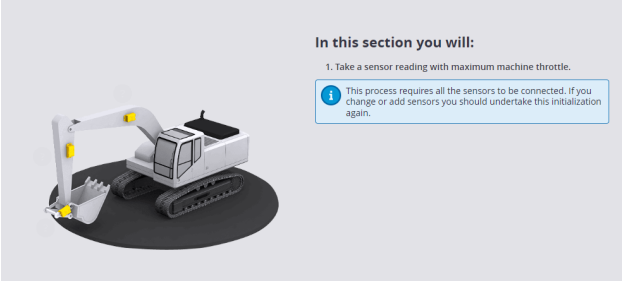 In this section you will:
1. Take a sensor reading with maximum machine throttle.
This process requires all the sensors to be connected. If you
change or add sensors you should undertake this initialization
again.